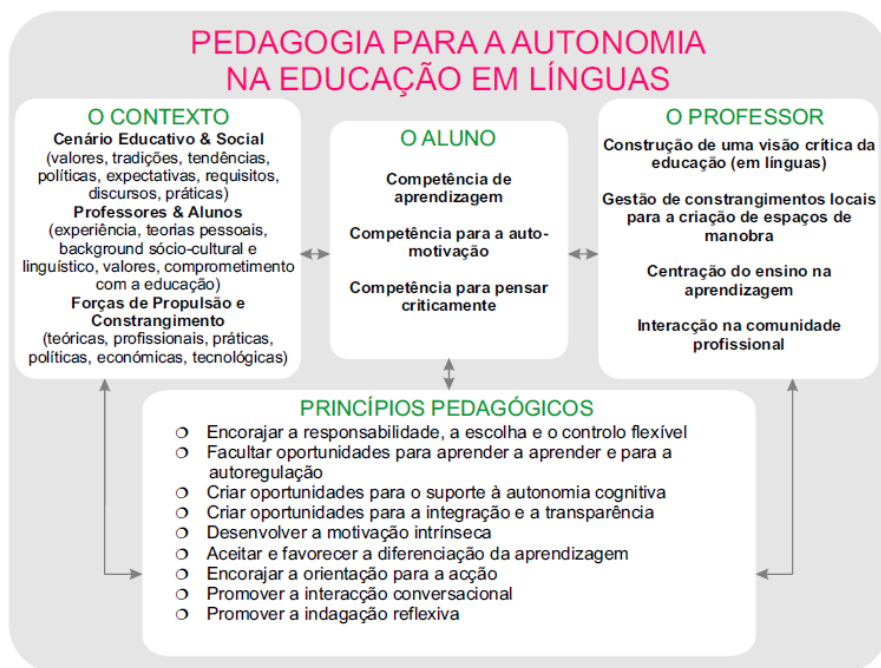 PEDAGOGIA PARA A AUTONOMIA
NA EDUCAÇÃO EM LÍNGUAS
O CONTEXTO
Cenário Educativo & Social
(valores, tradições, tendências,
políticas, expectativas, requisitos,
discursos, práticas)
Professores & Alunos
(experiência, teorias pessoais,
background sócio-cultural e
linguístico, valores, comprometimento
com a educação)
Forças de Propulsão e
Constrangimento
(teóricas, profissionais, práticas,
políticas, económicas, tecnológicas)
O ALUNO
Competência de
aprendizagem
Competência para a auto-
motivação
Competência para pensar
criticamente
O PROFESSOR
Construção de uma visão crítica da
educação (em línguas)
Gestão de constrangimentos locais
para a criação de espaços de
manobra
Centração do ensino na
aprendizagem
Interacção na comunidade
profissional
PRINCÍPIOS PEDAGÓGICOS
❍ Encorajar a responsabilidade, a escolha e o controlo flexível
❍ Facultar oportunidades para aprender a aprender e para a
autoregulação
❍ Criar oportunidades para o suporte à autonomia cognitiva
❍ Criar oportunidades para a integração e a transparência
❍ Desenvolver a motivação intrínseca
❍ Aceitar e favorecer a diferenciação da aprendizagem
❍ Encorajar a orientação para a acção
❍ Promover a interacção conversacional
❍ Promover a indagação reflexiva